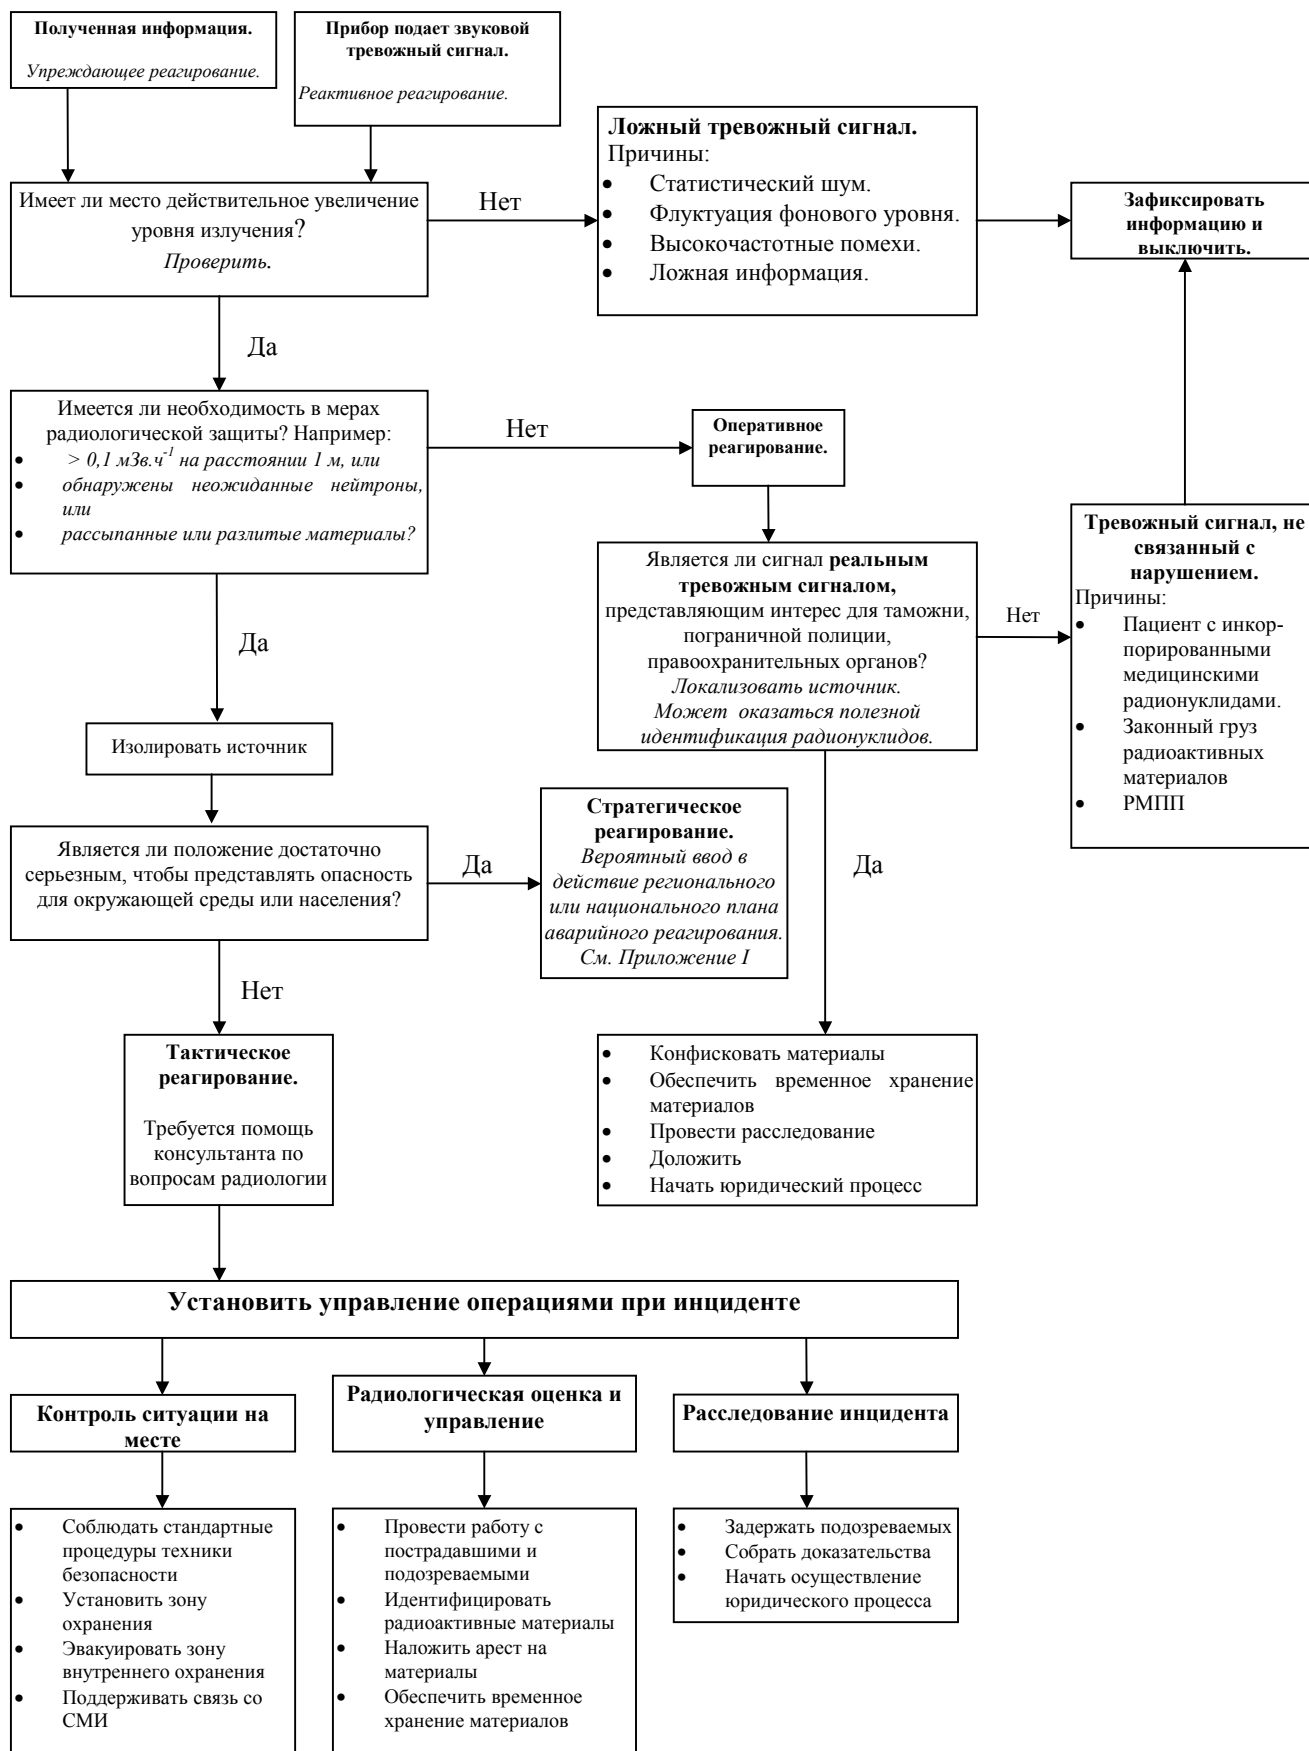 Полученная информация.
Упреждающее реагирование.
Прибор подает звуковой
тревожный сигнал.
Реактивное реагирование.
Имеет ли место действительное увеличение
уровня излучения?
Проверить.
Нет
Ложный тревожный сигнал.
Причины:
• Статистический шум.
• Флуктуация фонового уровня.
• Высокочастотные помехи.
• Ложная информация.
Зафиксировать
информацию и
выключить.
Да
Имеется ли необходимость в мерах
радиологической защиты? Например:
• > 0,1 мЗв.ч⁻¹ на расстоянии 1 м, или
• обнаружены неожиданные нейтроны,
или
• рассыпанные или разлитые материалы?
Нет
Оперативное
реагирование.
Является ли сигнал реальным
тревожным сигналом,
представляющим интерес для таможни,
пограничной полиции,
правоохранительных органов?
Локализовать источник.
Может оказаться полезной
идентификация радионуклидов.
Нет
Тревожный сигнал, не
связанный с
нарушением.
Причины:
• Пациент с инкор-
порированными
медицинскими
радионуклидами.
• Законный груз
радиоактивных
материалов
• РМПП
Да
Изолировать источник
Является ли положение достаточно
серьезным, чтобы представлять опасность
для окружающей среды или населения?
Да
Стратегическое
реагирование.
Вероятный ввод в
действие регионального
или национального плана
аварийного реагирования.
См. Приложение I
Да
Нет
Тактическое
реагирование.
Требуется помощь
консультанта по
вопросам радиологии
• Конфисковать материалы
• Обеспечить временное хранение
материалов
• Провести расследование
• Доложить
• Начать юридический процесс
Установить управление операциями при инциденте
Контроль ситуации на
месте
Радиологическая оценка и
управление
Расследование инцидента
• Соблюдать стандартные
процедуры техники
безопасности
• Установить зону
охранения
• Эвакуировать зону
внутреннего охранения
• Поддерживать связь со
СМИ
• Провести работу с
пострадавшими и
подозреваемыми
• Идентифицировать
радиоактивные материалы
• Наложить арест на
материалы
• Обеспечить временное
хранение материалов
• Задержать подозреваемых
• Собрать доказательства
• Начать осуществление
юридического процесса